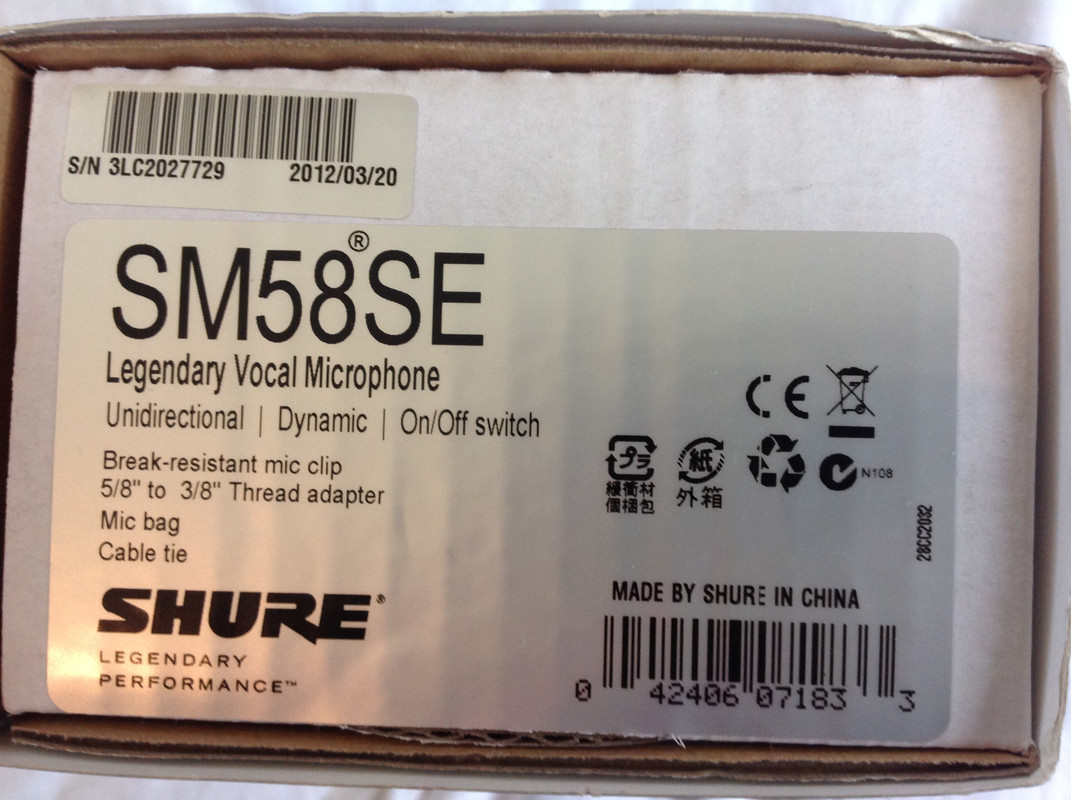 S/N 3LC2027729 2012/03/20
SM58®SE
Legendary Vocal Microphone
Unidirectional | Dynamic | On/Off switch
Break-resistant mic clip
5/8" to 3/8" Thread adapter
Mic bag
Cable tie
SHURE®
LEGENDARY
PERFORMANCE™
CE
プラ
緩衝材
個梱包
紙
外箱
N108
28CC2032
MADE BY SHURE IN CHINA
0 42406 07183 3